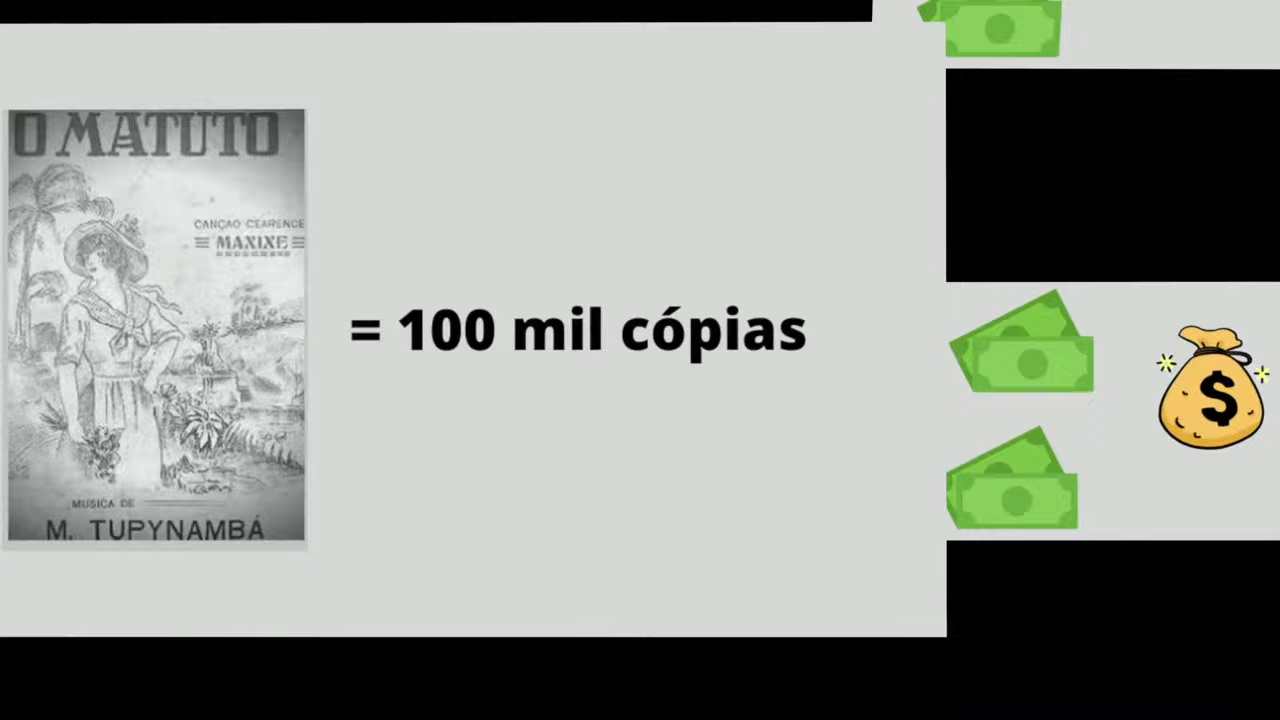 O MATUTO
CANÇÃO CEARENCE
MAXIXE
= 100 mil cópias
$
MUSICA DE
M. TUPYNAMBÁ